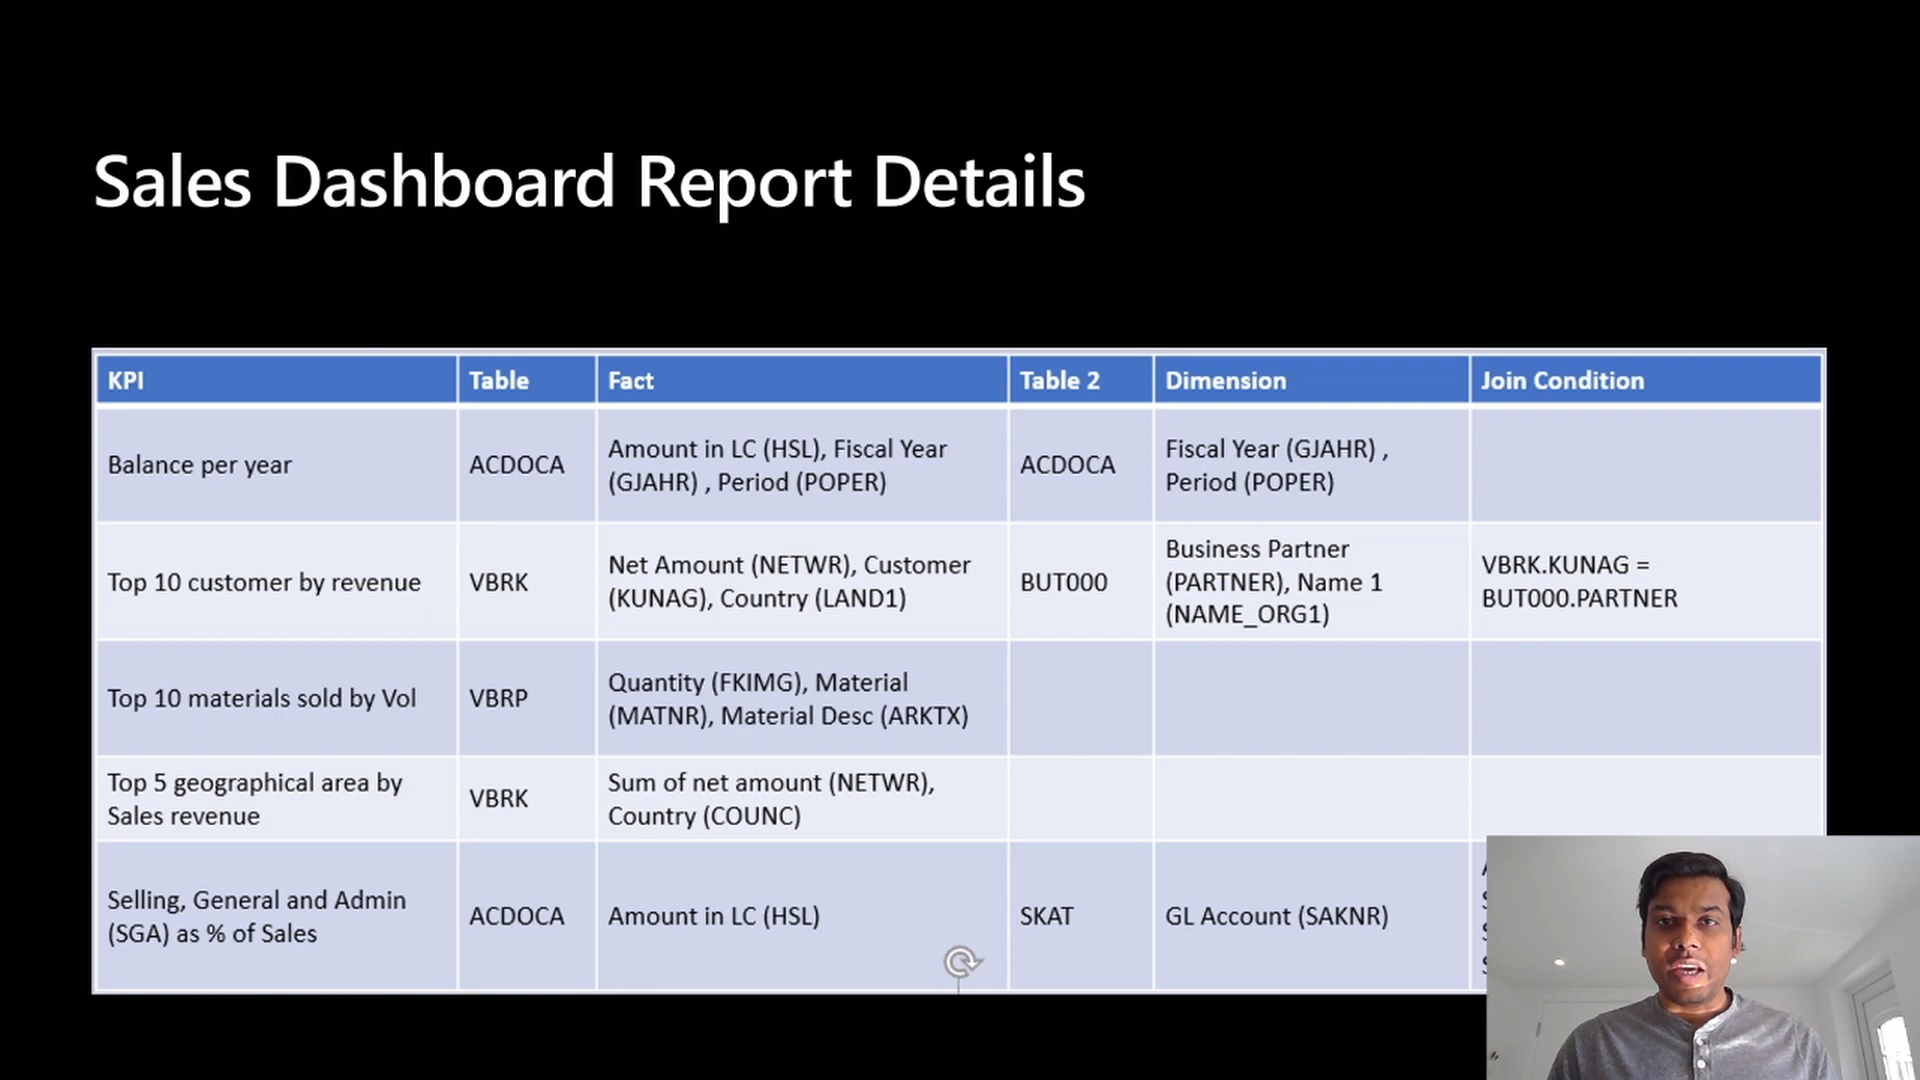 Sales Dashboard Report Details
KPI
Table
Fact
Table 2
Dimension
Join Condition
Balance per year
ACDOCA
Amount in LC (HSL), Fiscal Year
(GJAHR) , Period (POPER)
ACDOCA
Fiscal Year (GJAHR) ,
Period (POPER)
Top 10 customer by revenue
VBRK
Net Amount (NETWR), Customer
(KUNAG), Country (LAND1)
BUT000
Business Partner
(PARTNER), Name 1
(NAME_ORG1)
VBRK.KUNAG =
BUT000.PARTNER
Top 10 materials sold by Vol
VBRP
Quantity (FKIMG), Material
(MATNR), Material Desc (ARKTX)
Top 5 geographical area by
Sales revenue
VBRK
Sum of net amount (NETWR),
Country (COUNC)
Selling, General and Admin
(SGA) as % of Sales
ACDOCA
Amount in LC (HSL)
SKAT
GL Account (SAKNR)